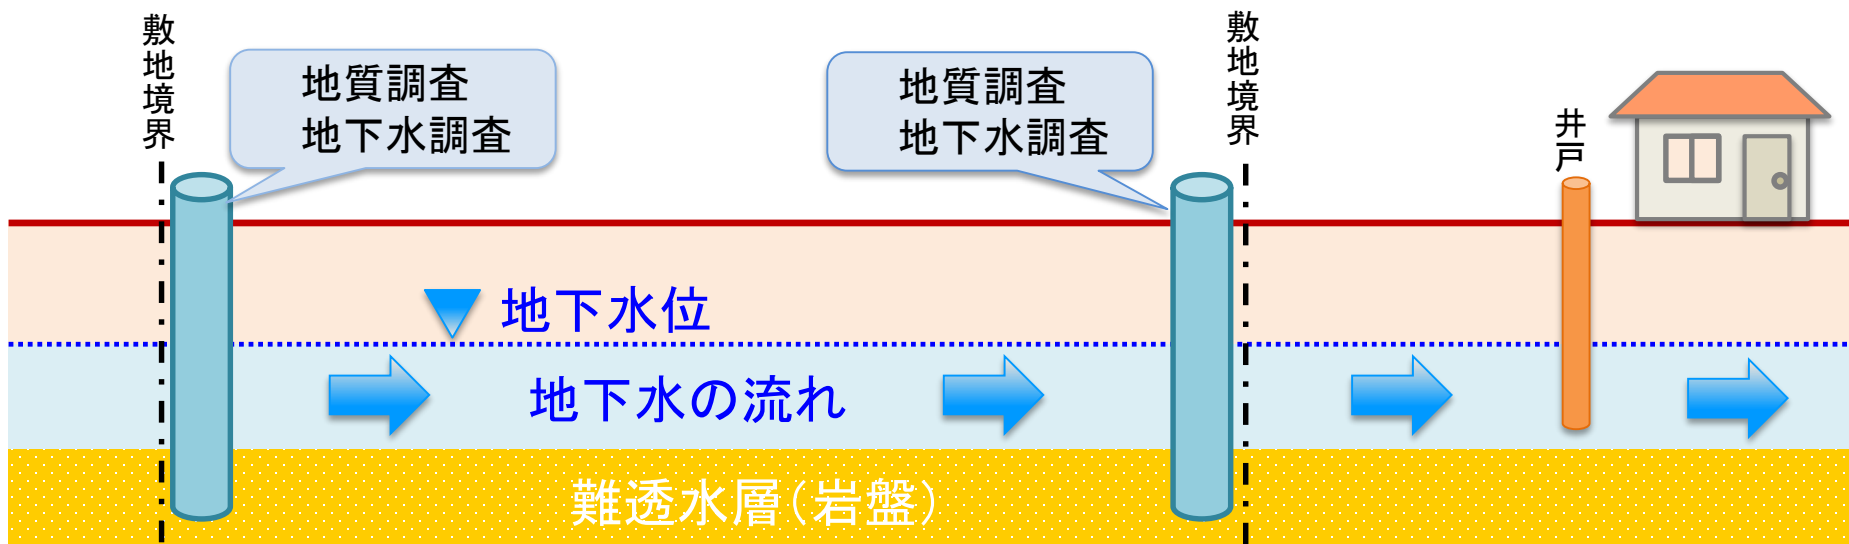 敷地境界
地質調査
地下水調査
地質調査
地下水調査
敷地境界
井戸
地下水位
地下水の流れ
難透水層（岩盤）